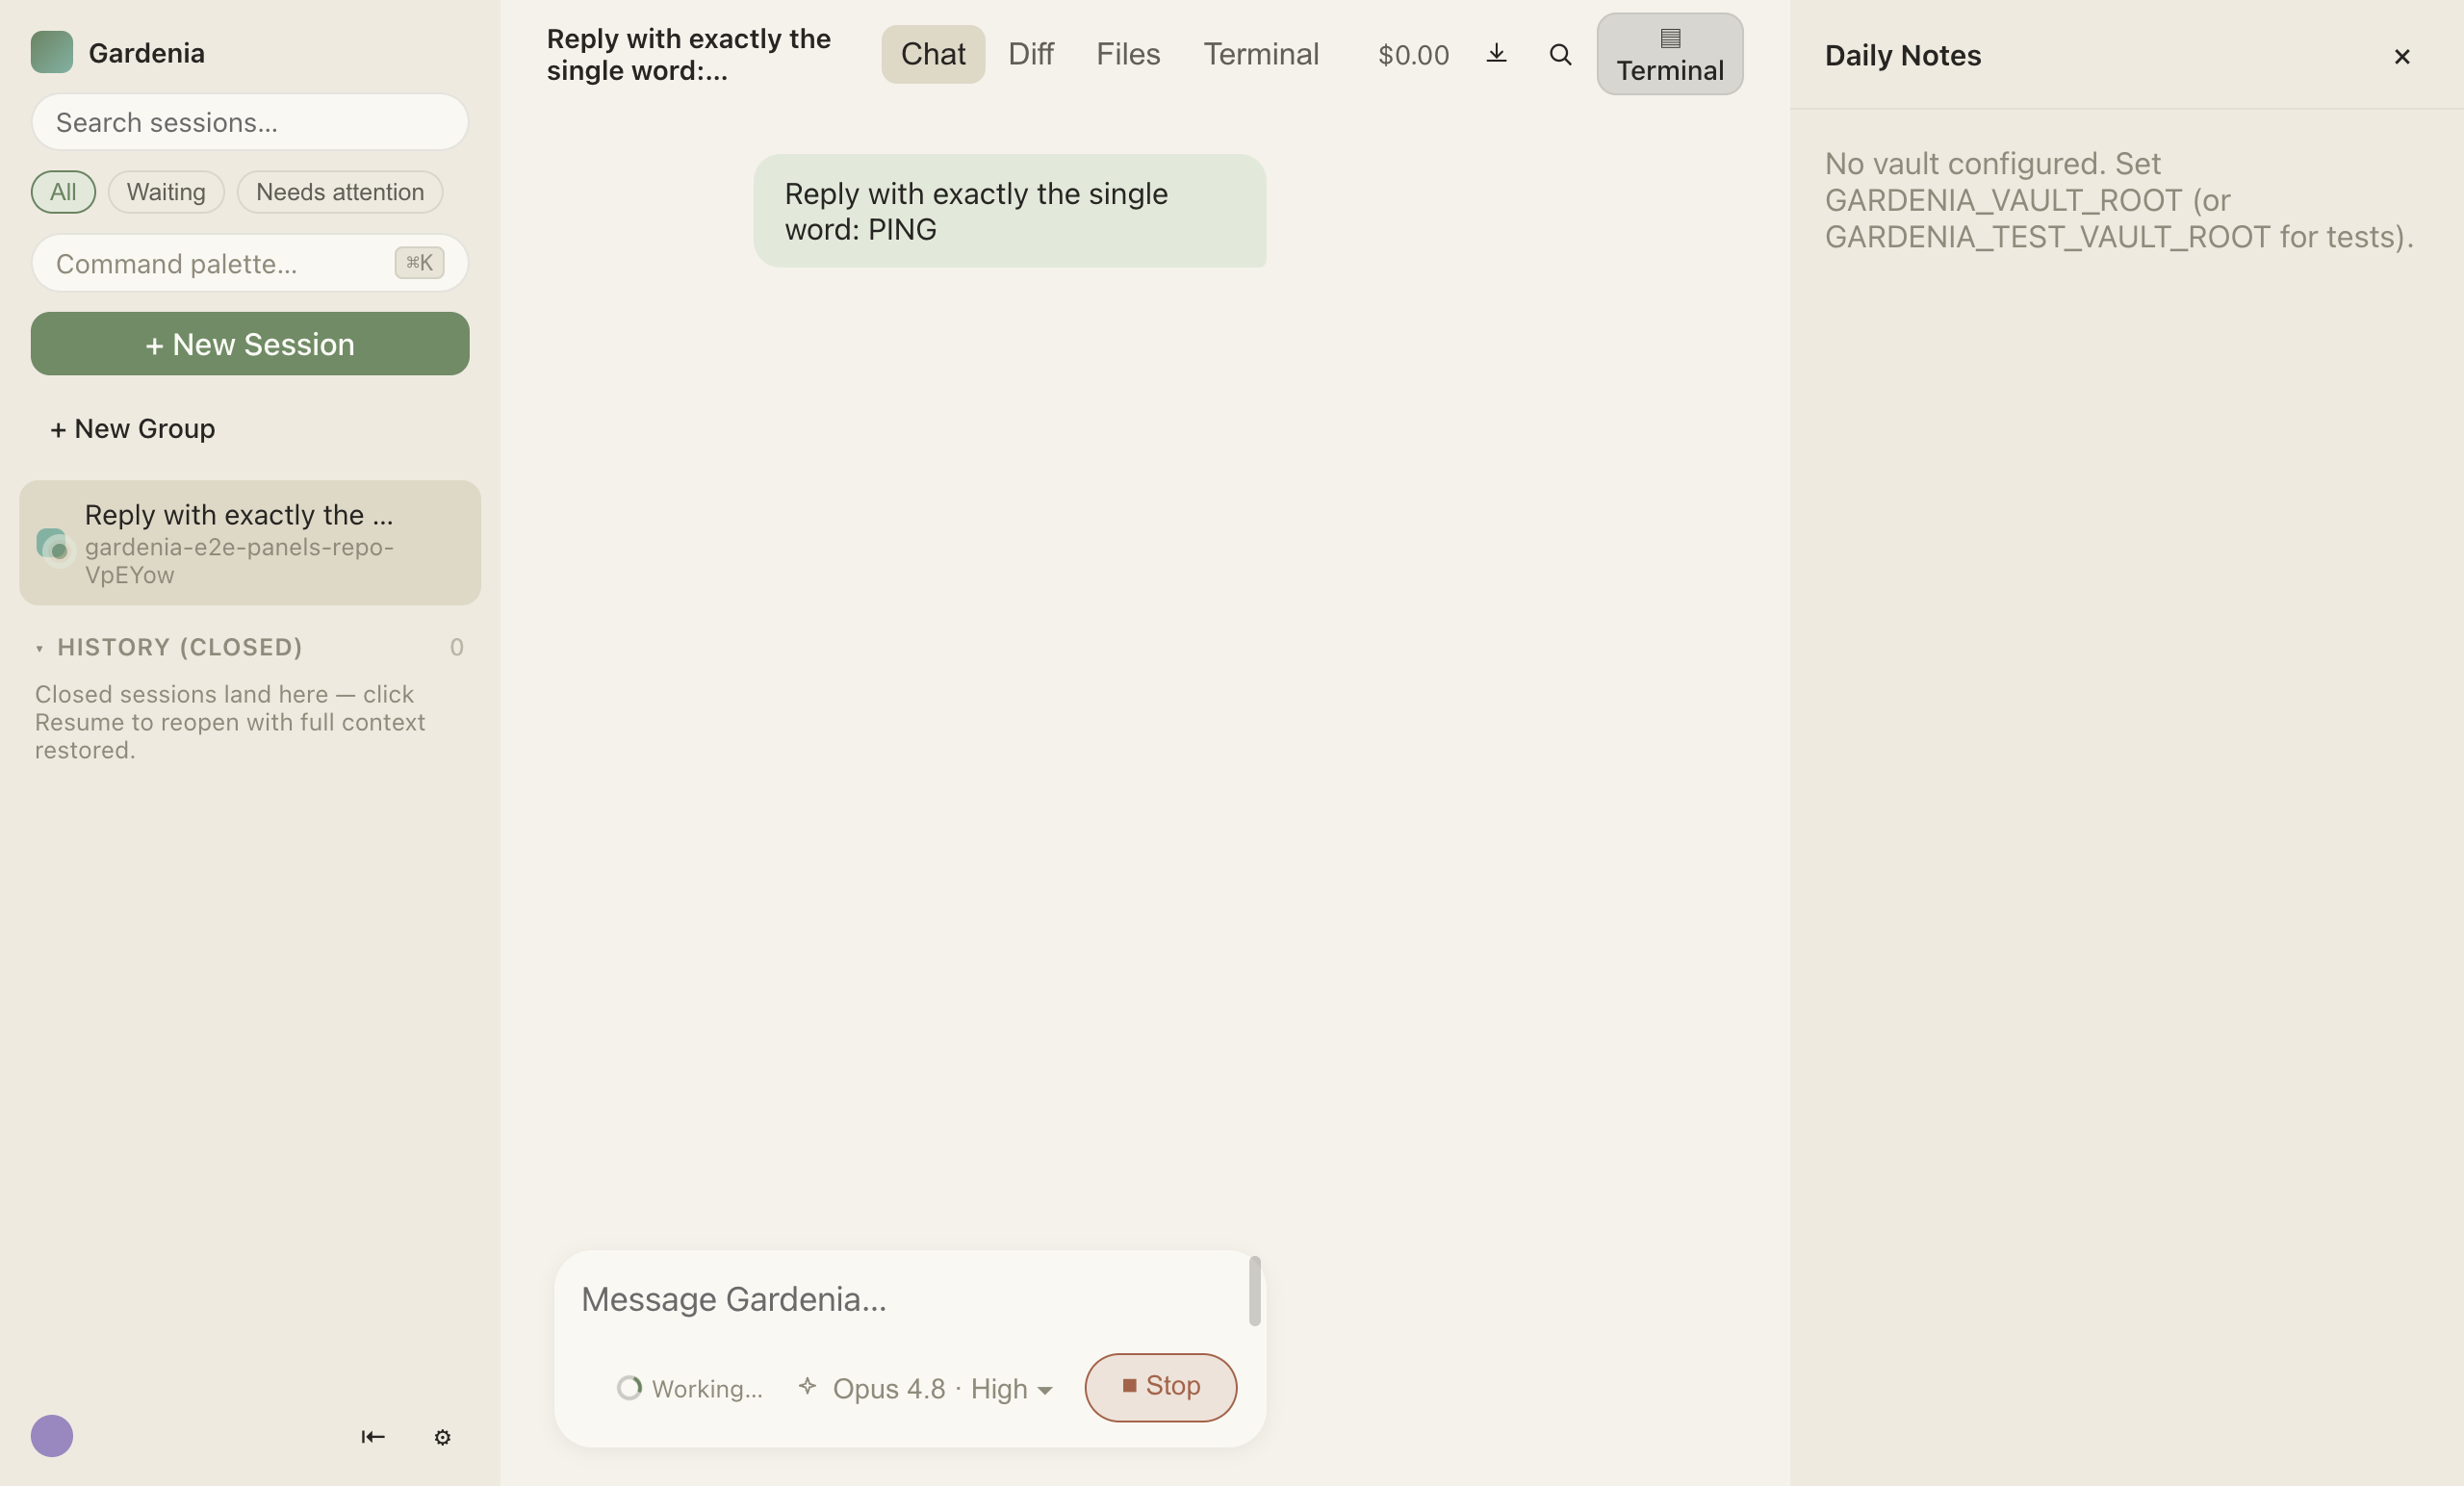 Gardenia
Search sessions...
All
Waiting
Needs attention
Command palette...
⌘K
+ New Session
+ New Group
Reply with exactly the ...
gardenia-e2e-panels-repo-
VpEYow
HISTORY (CLOSED)
0
Closed sessions land here — click
Resume to reopen with full context
restored.
Reply with exactly the
single word:...
Chat
Diff
Files
Terminal
$0.00
Terminal
Reply with exactly the single
word: PING
Message Gardenia...
Working...
Opus 4.8 · High
Stop
Daily Notes
No vault configured. Set
GARDENIA_VAULT_ROOT (or
GARDENIA_TEST_VAULT_ROOT for tests).